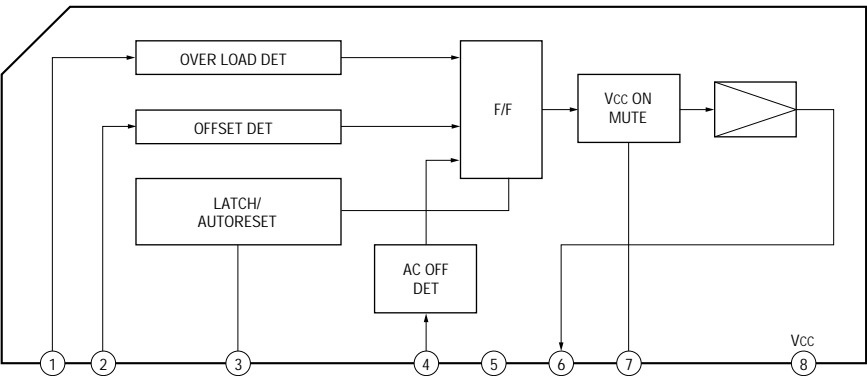 OVER LOAD DET
OFFSET DET
LATCH/
AUTORESET
F/F
Vcc ON
MUTE
AC OFF
DET
Vcc
1 2 3 4 5 6 7 8